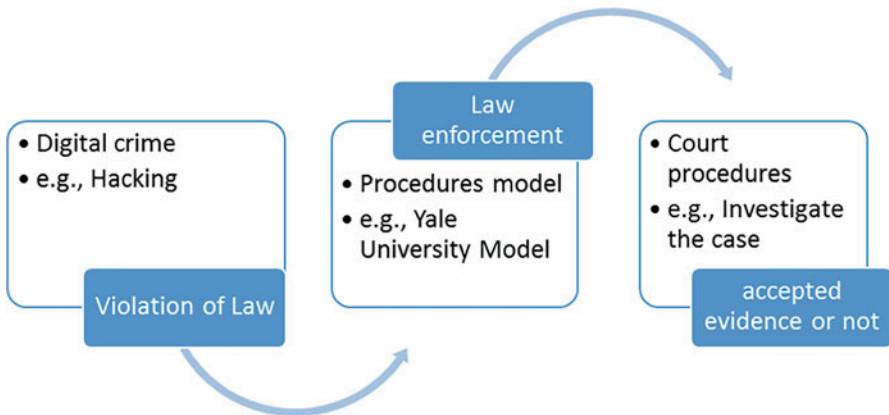 • Digital crime
• e.g., Hacking
Violation of Law
Law
enforcement
• Procedures model
• e.g., Yale
University Model
• Court
procedures
• e.g., Investigate
the case
accepted
evidence or not